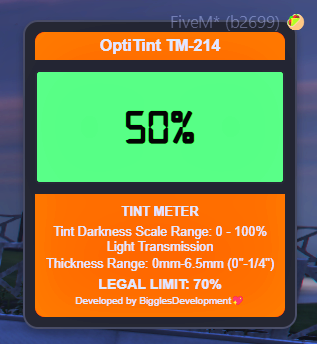 FiveM* (b2699)
OptiTint TM-214
50%
TINT METER
Tint Darkness Scale Range: 0 - 100%
Light Transmission
Thickness Range: 0mm-6.5mm (0"-1/4")
LEGAL LIMIT: 70%
Developed by BigglesDevelopment💖